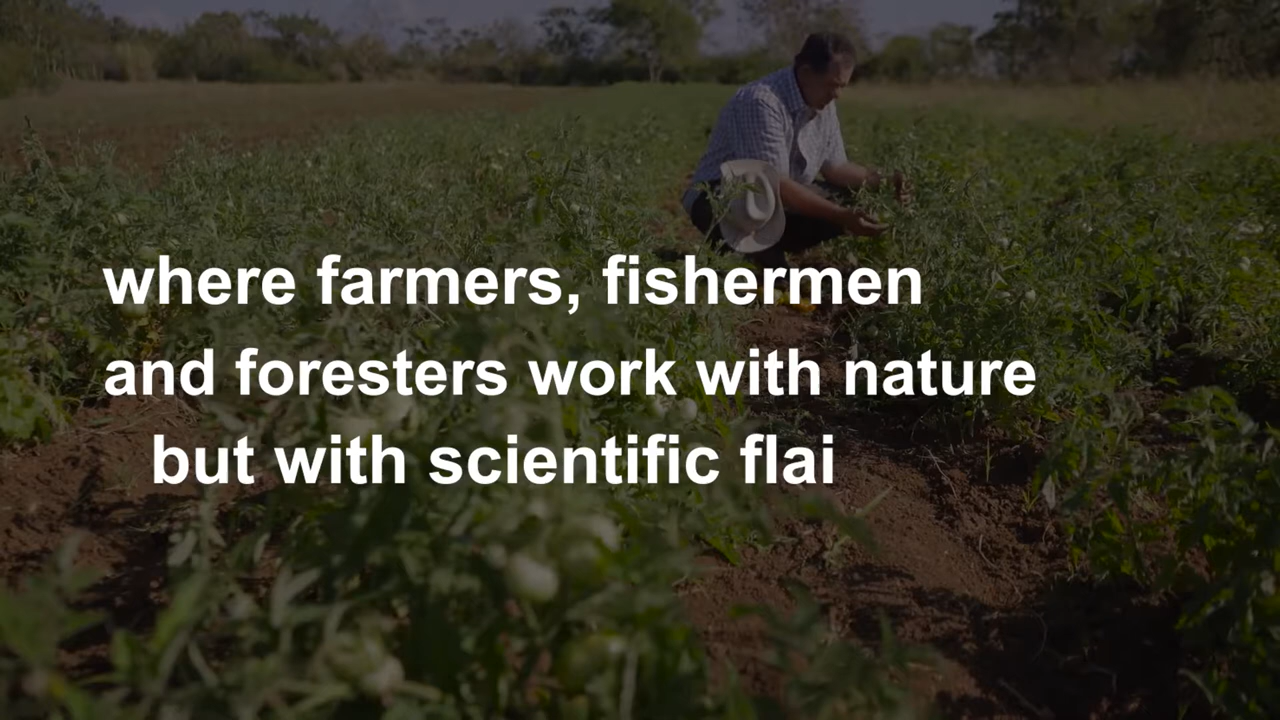 where farmers, fishermen
and foresters work with nature
but with scientific flai